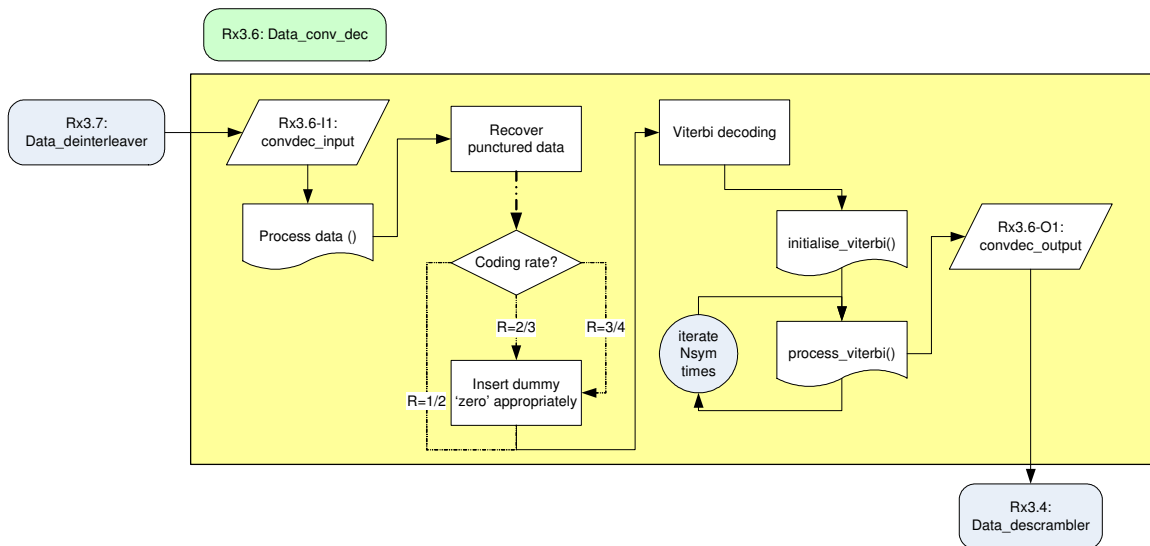 Rx3.6: Data_conv_dec
Rx3.7:
Data_deinterleaver
Rx3.6-I1:
convdec_input
Process data ()
Recover
punctured data
Coding rate?
R=2/3
R=3/4
R=1/2
Insert dummy
‘zero’ appropriately
Viterbi decoding
initialise_viterbi()
iterate
Nsym
times
process_viterbi()
Rx3.6-O1:
convdec_output
Rx3.4:
Data_descrambler